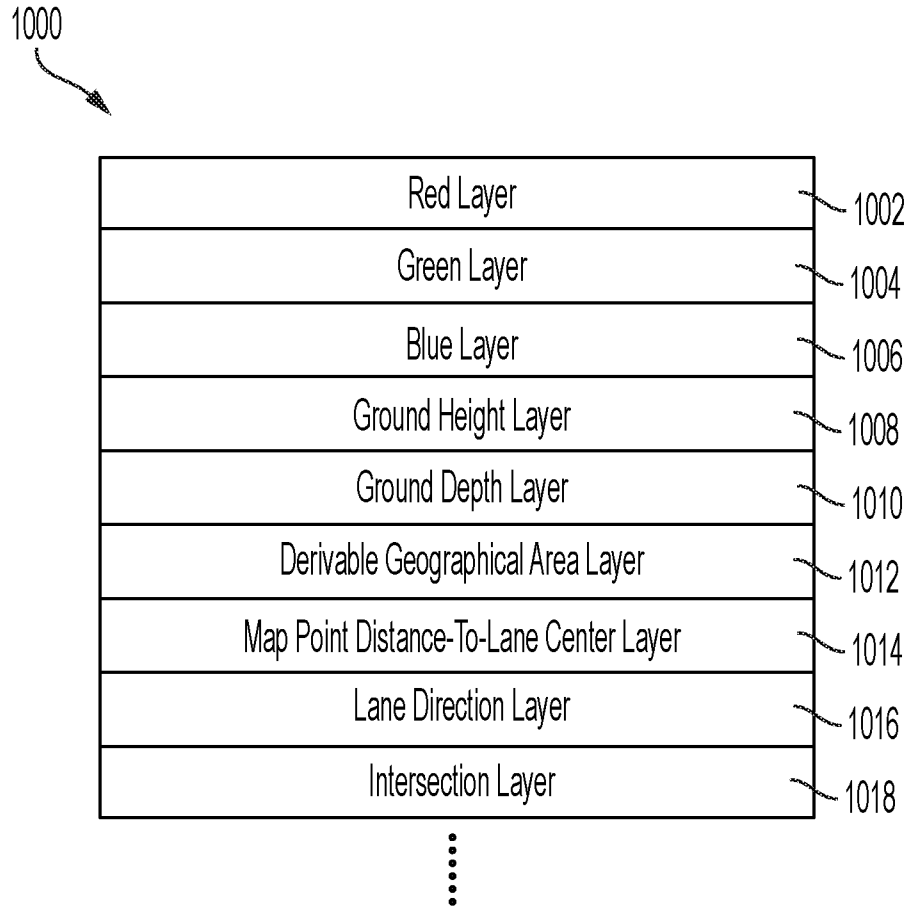 1000
Red Layer 1002
Green Layer 1004
Blue Layer 1006
Ground Height Layer 1008
Ground Depth Layer 1010
Derivable Geographical Area Layer 1012
Map Point Distance-To-Lane Center Layer 1014
Lane Direction Layer 1016
Intersection Layer 1018